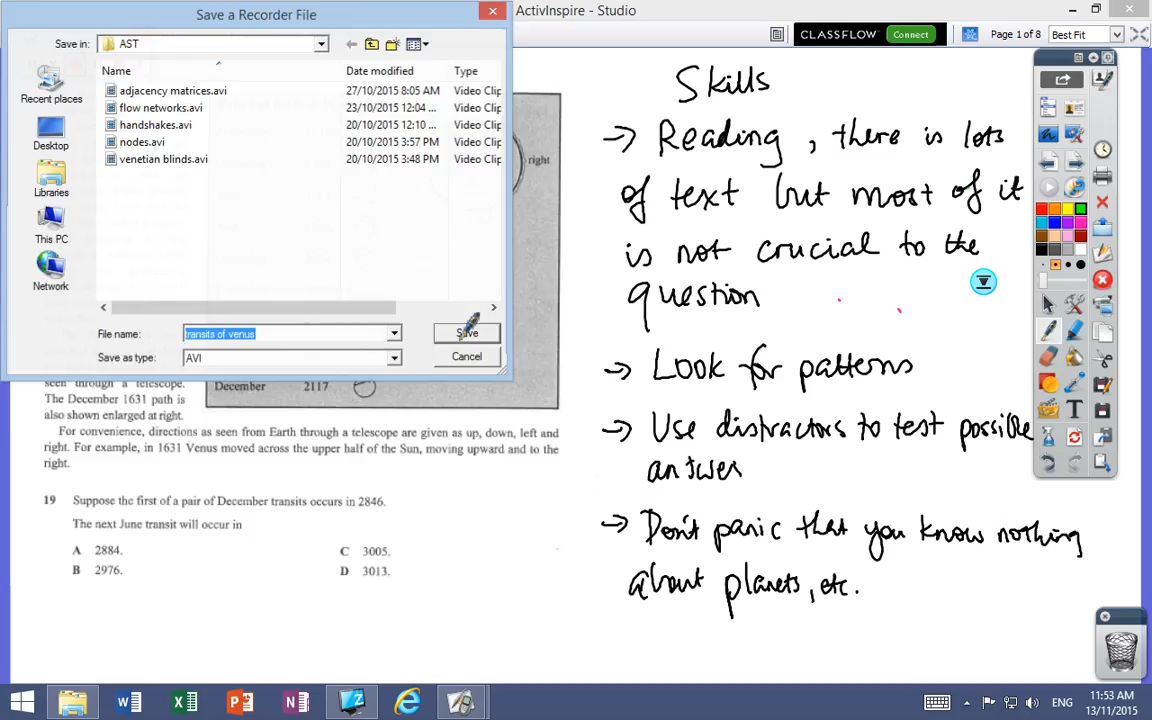 Save a Recorder File
ActivInspire - Studio
Save in:
AST
CLASSFLOW
Connect
Page 1 of 8
Best Fit
Name
Date modified
Type
adjacency matrices.avi
27/10/2015 8:05 AM
Video Clip
flow networks.avi
23/10/2015 12:04 ...
Video Clip
handshakes.avi
20/10/2015 12:10 ...
Video Clip
nodes.avi
20/10/2015 3:57 PM
Video Clip
venetian blinds.avi
20/10/2015 3:48 PM
Video Clip
Recent places
Desktop
Libraries
This PC
Network
File name:
transits of venus
Save
Save as type:
AVI
Cancel
right
December 2117
seen through a telescope.
The December 1631 path is
also shown enlarged at right.
For convenience, directions as seen from Earth through a telescope are given as up, down, left and
right. For example, in 1631 Venus moved across the upper half of the Sun, moving upward and to the
right.
19 Suppose the first of a pair of December transits occurs in 2846.
The next June transit will occur in
A 2884.
C 3005.
B 2976.
D 3013.
Skills
→ Reading, there is lots
of text but most of it
is not crucial to the
question
→ Look for patterns
→ Use distractors to test possible
answer
→ Don't panic that you know nothing
about planets, etc.
ENG
11:53 AM
13/11/2015